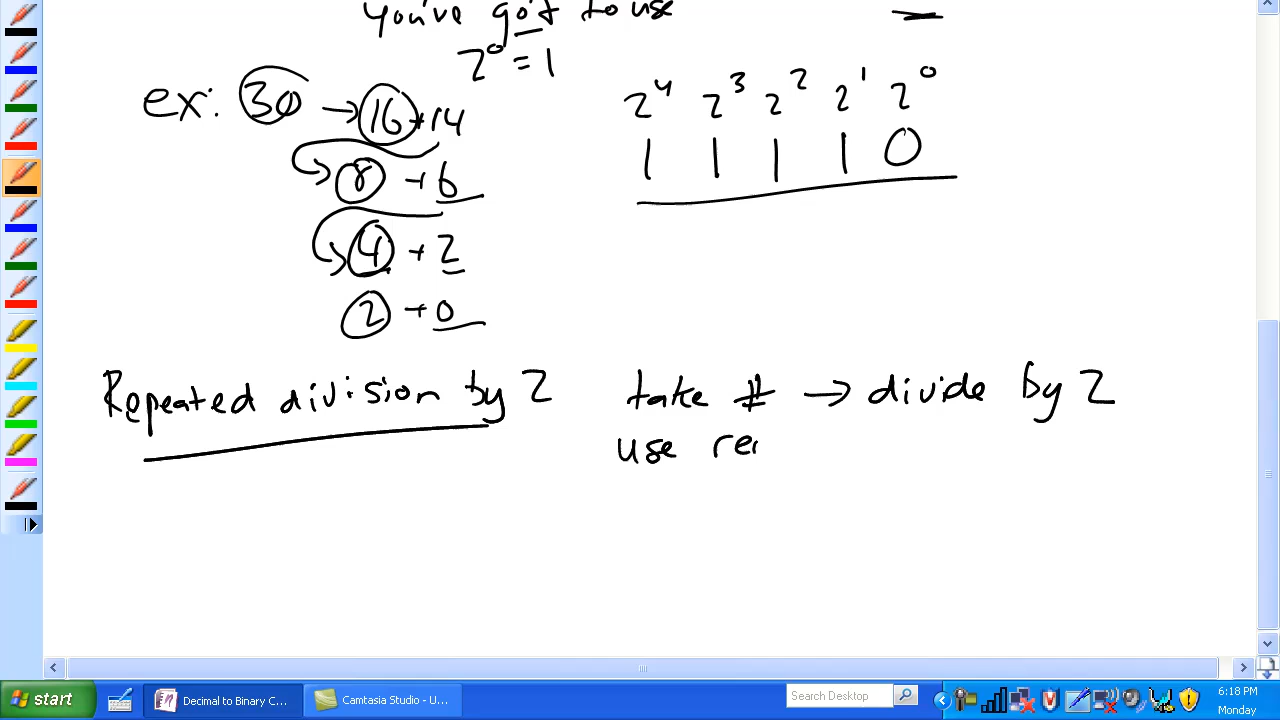 you've got to use
2⁰ = 1
ex: 30 → 16 + 14
8 + 6
4 + 2
2 + 0
2⁴ 2³ 2² 2¹ 2⁰
1 1 1 1 0
Repeated division by 2
take # → divide by 2
use rer
start
Decimal to Binary C...
Camtasia Studio - U...
Search Desktop
6:18 PM
Monday